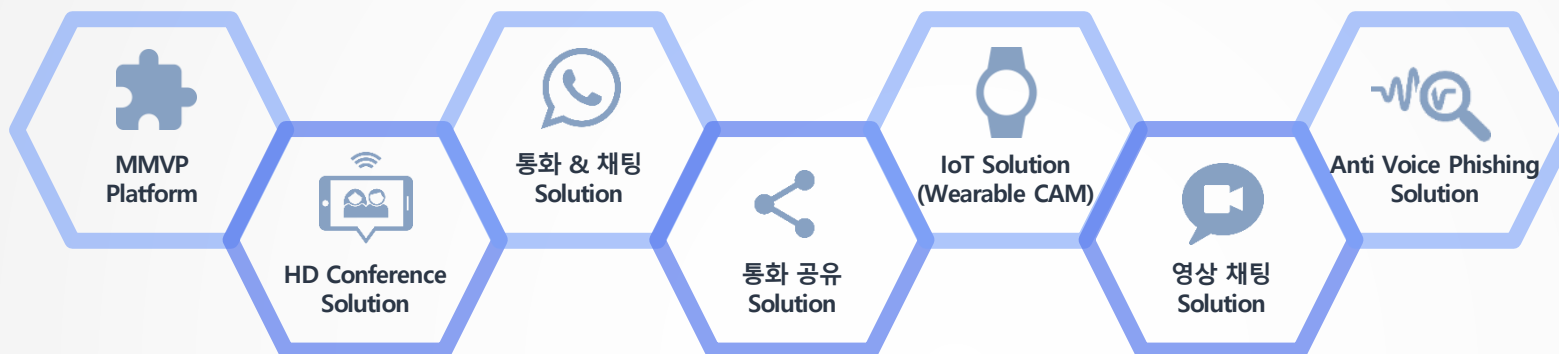 MMVP
Platform
HD Conference
Solution
통화 & 채팅
Solution
통화 공유
Solution
IoT Solution
(Wearable CAM)
영상 채팅
Solution
Anti Voice Phishing
Solution